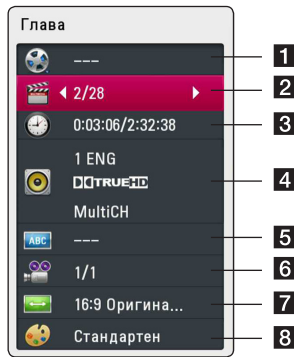 Глава
--- 1
2/28 2
0:03:06/2:32:38 3
1 ENG
DOLBY TRUEHD 4
MultiCH
ABC --- 5
1/1 6
16:9 Оригина... 7
Стандартен 8